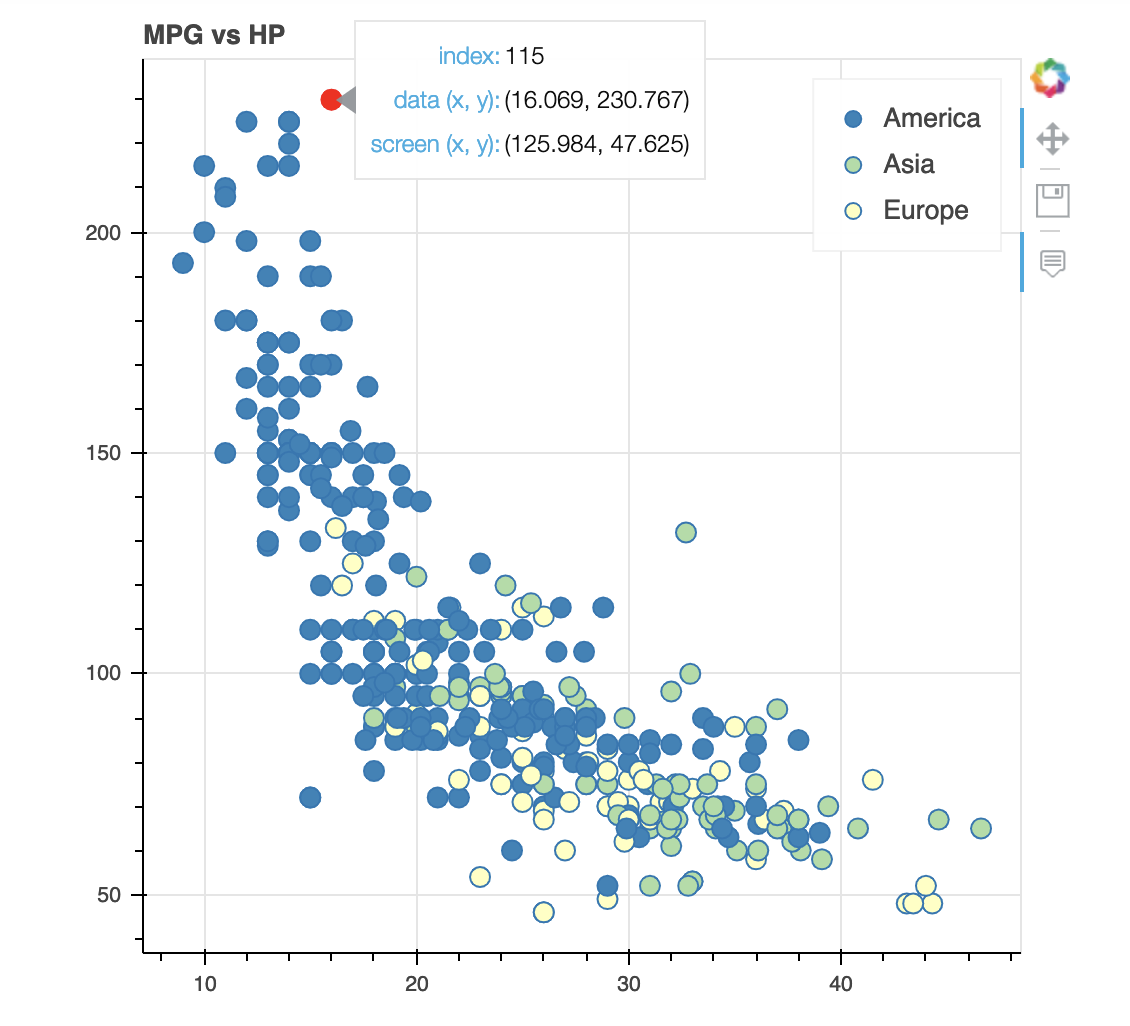 MPG vs HP
index: 115
data (x, y): (16.069, 230.767)
screen (x, y): (125.984, 47.625)
America
Asia
Europe
200
150
100
50
10
20
30
40